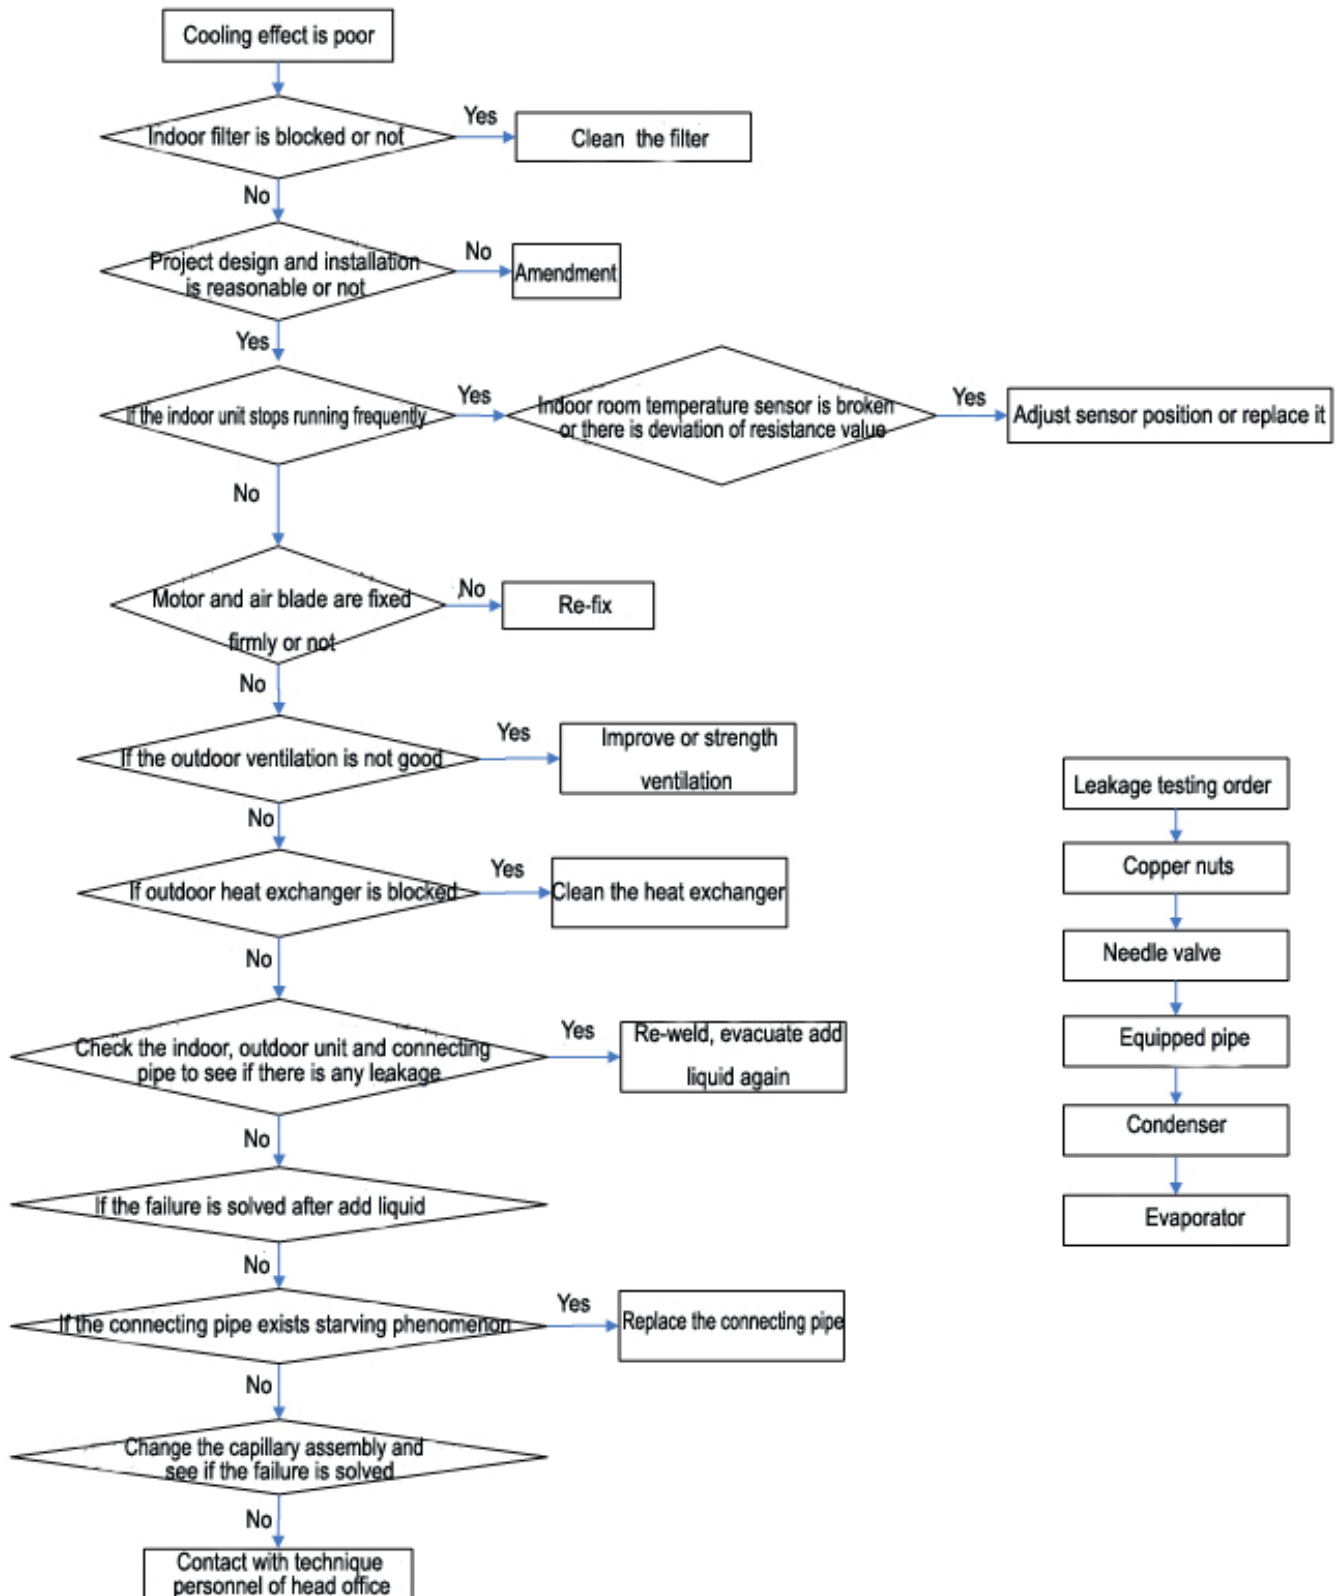 Cooling effect is poor
Indoor filter is blocked or not
Yes
Clean the filter
No
Project design and installation
is reasonable or not
No
Amendment
Yes
If the indoor unit stops running frequently
Yes
Indoor room temperature sensor is broken
or there is deviation of resistance value
Yes
Adjust sensor position or replace it
No
Motor and air blade are fixed
firmly or not
No
Re-fix
No
If the outdoor ventilation is not good
Yes
Improve or strength
ventilation
No
If outdoor heat exchanger is blocked
Yes
Clean the heat exchanger
No
Check the indoor, outdoor unit and connecting
pipe to see if there is any leakage
Yes
Re-weld, evacuate add
liquid again
No
If the failure is solved after add liquid
No
If the connecting pipe exists starving phenomenon
Yes
Replace the connecting pipe
No
Change the capillary assembly and
see if the failure is solved
No
Contact with technique
personnel of head office
Leakage testing order
Copper nuts
Needle valve
Equipped pipe
Condenser
Evaporator